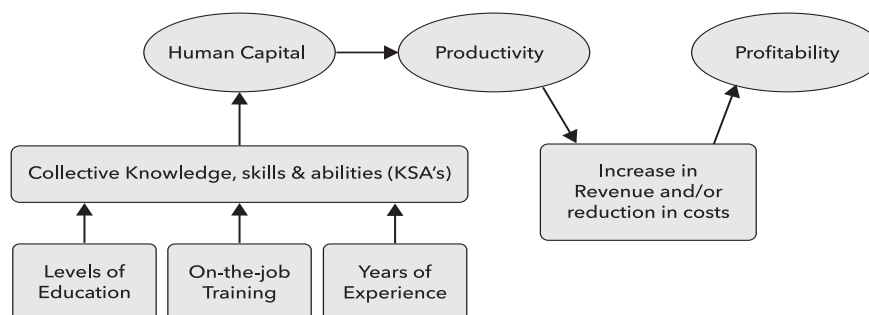 Human Capital
Productivity
Profitability
Collective Knowledge, skills & abilities (KSA's)
Increase in
Revenue and/or
reduction in costs
Levels of
Education
On-the-job
Training
Years of
Experience